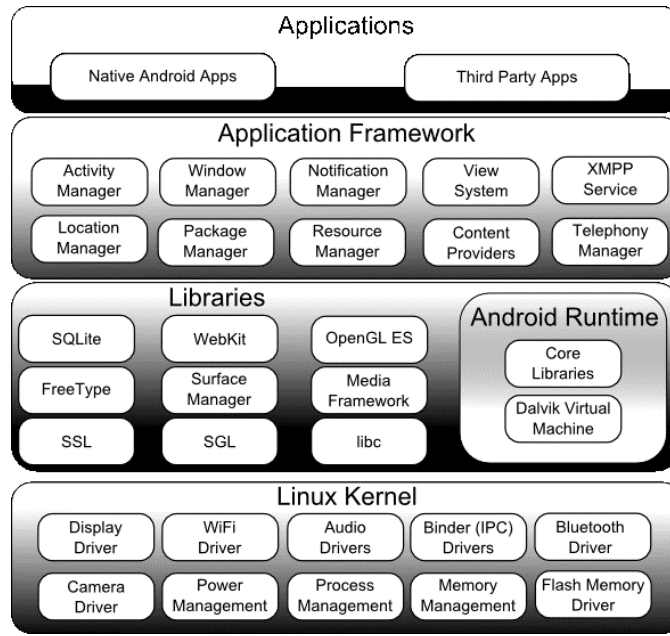 Applications
Native Android Apps
Third Party Apps
Application Framework
Activity
Manager
Window
Manager
Notification
Manager
View
System
XMPP
Service
Location
Manager
Package
Manager
Resource
Manager
Content
Providers
Telephony
Manager
Libraries
SQLite
WebKit
OpenGL ES
FreeType
Surface
Manager
Media
Framework
SSL
SGL
libc
Android Runtime
Core
Libraries
Dalvik Virtual
Machine
Linux Kernel
Display
Driver
WiFi
Driver
Audio
Drivers
Binder (IPC)
Drivers
Bluetooth
Driver
Camera
Driver
Power
Management
Process
Management
Memory
Management
Flash Memory
Driver